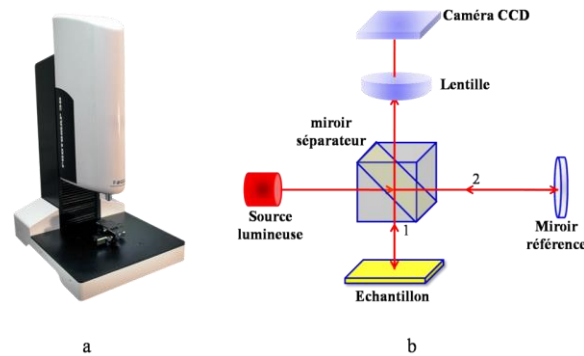 Caméra CCD
Lentille
miroir
séparateur
2
Source
lumineuse
1
Miroir
référence
Echantillon
a
b